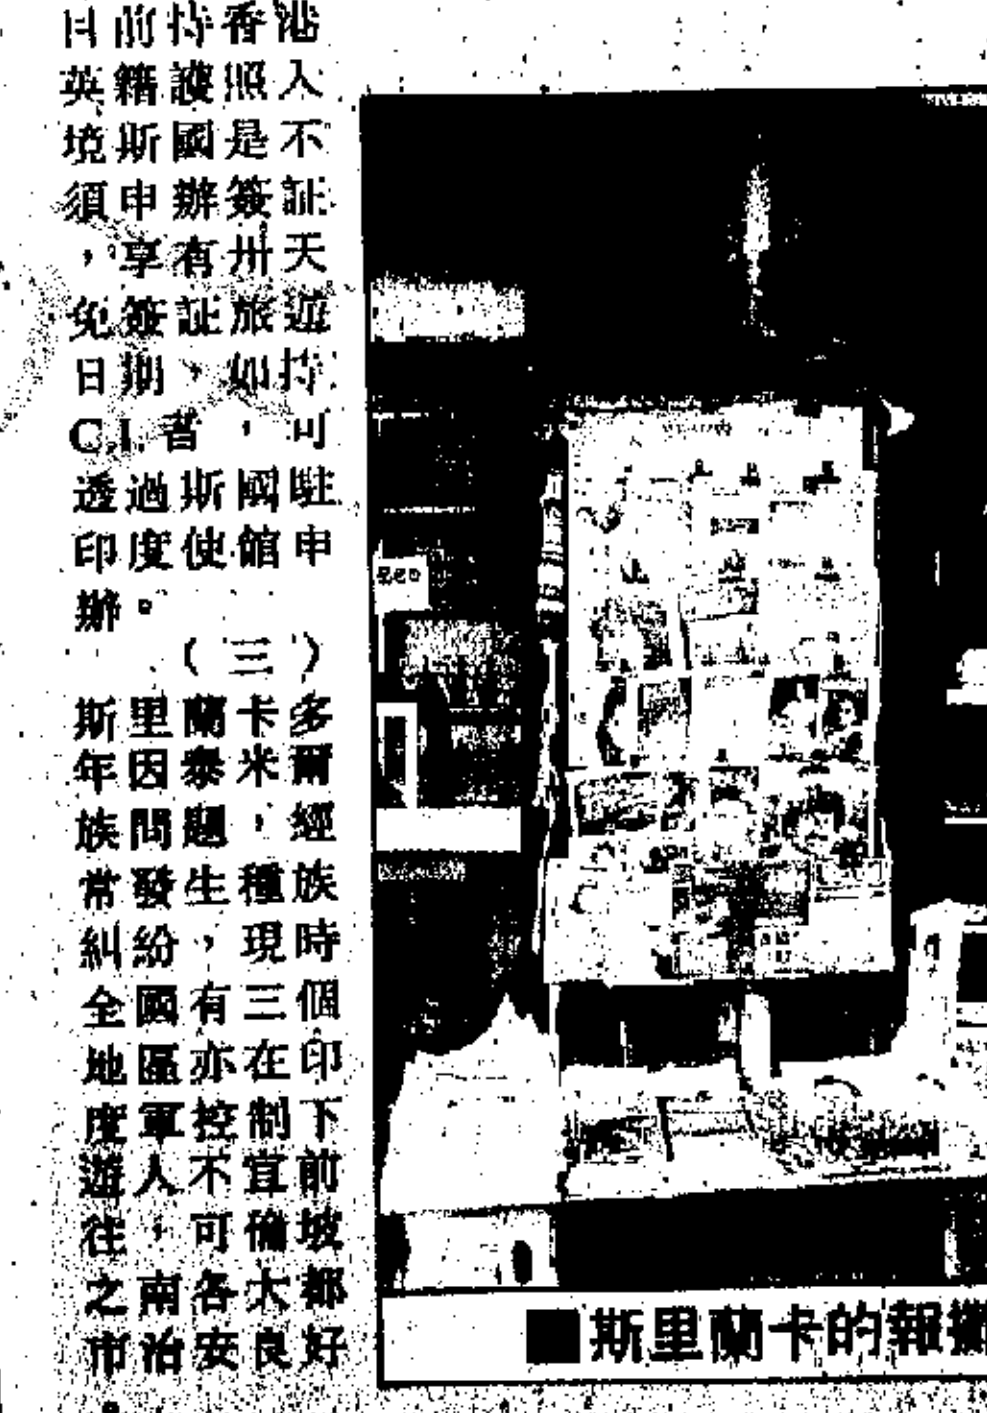 目前持香港
英籍護照入
境斯國是不
須申辦簽証
，享有卅天
免簽証旅遊
日期，如持
C.I.者，可
透過斯國駐
印度使館申
辦。
（三）
斯里蘭卡多
年因泰米爾
族問題，經
常發生種族
糾紛，現時
全國有三個
地區亦在印
度軍控制下
遊人不宜前
往，可倫坡
之南各大都
市治安良好
。
■斯里蘭卡的報攤